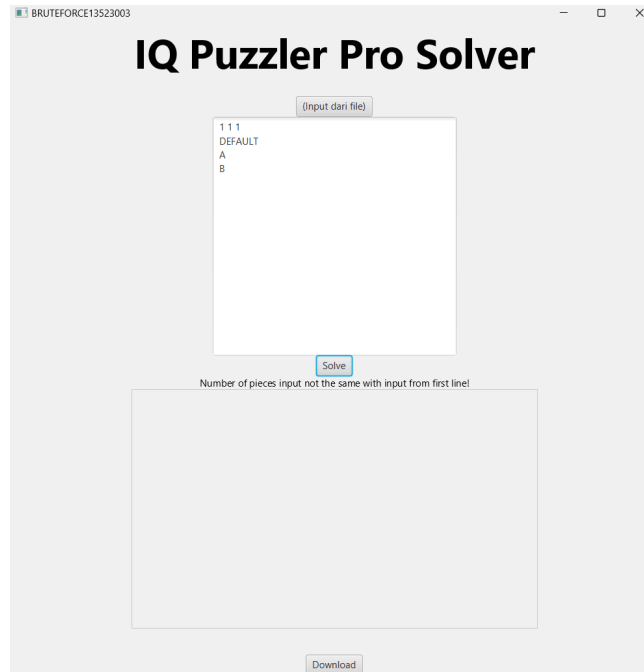 BRUTEFORCE13523003
IQ Puzzler Pro Solver
(Input dari file)
1 1 1
DEFAULT
A
B
Solve
Number of pieces input not the same with input from first line!
Download